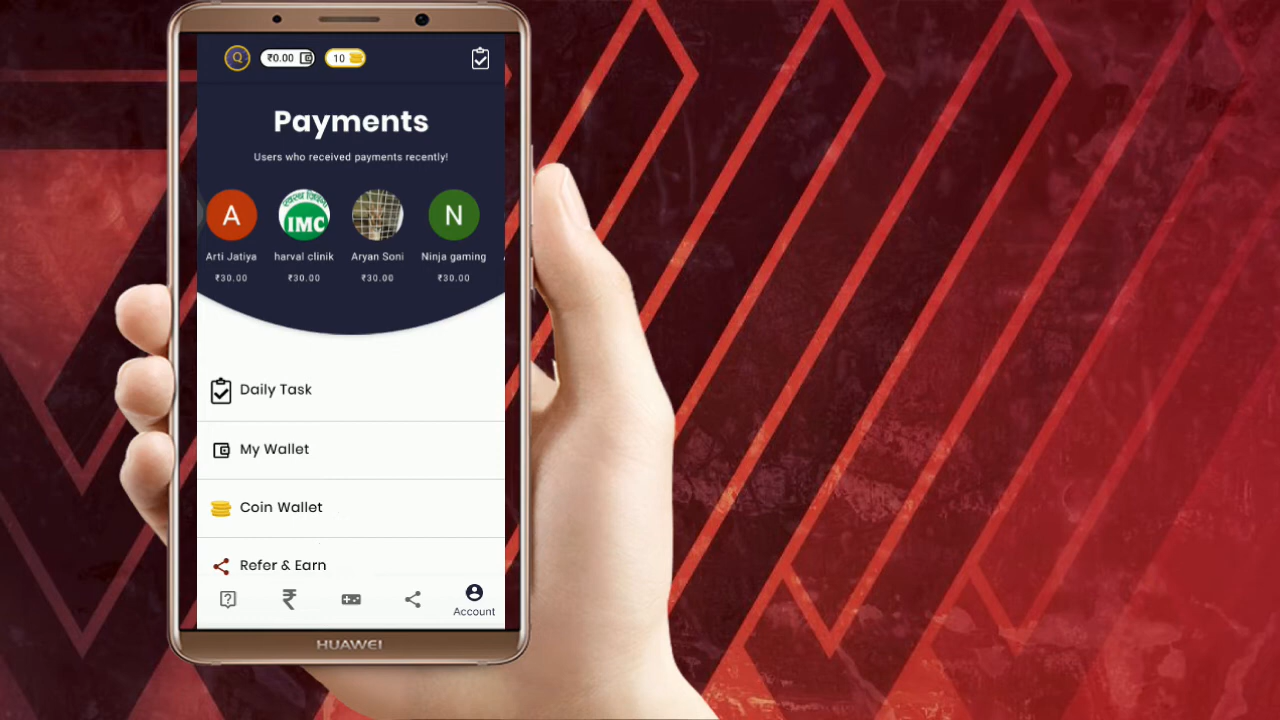 Q ₹0.00 10
Payments
Users who received payments recently!
A IMC N
Arti Jatiya harval clinik Aryan Soni Ninja gaming
₹30.00 ₹30.00 ₹30.00 ₹30.00
Daily Task
My Wallet
Coin Wallet
Refer & Earn
₹
Account
HUAWEI